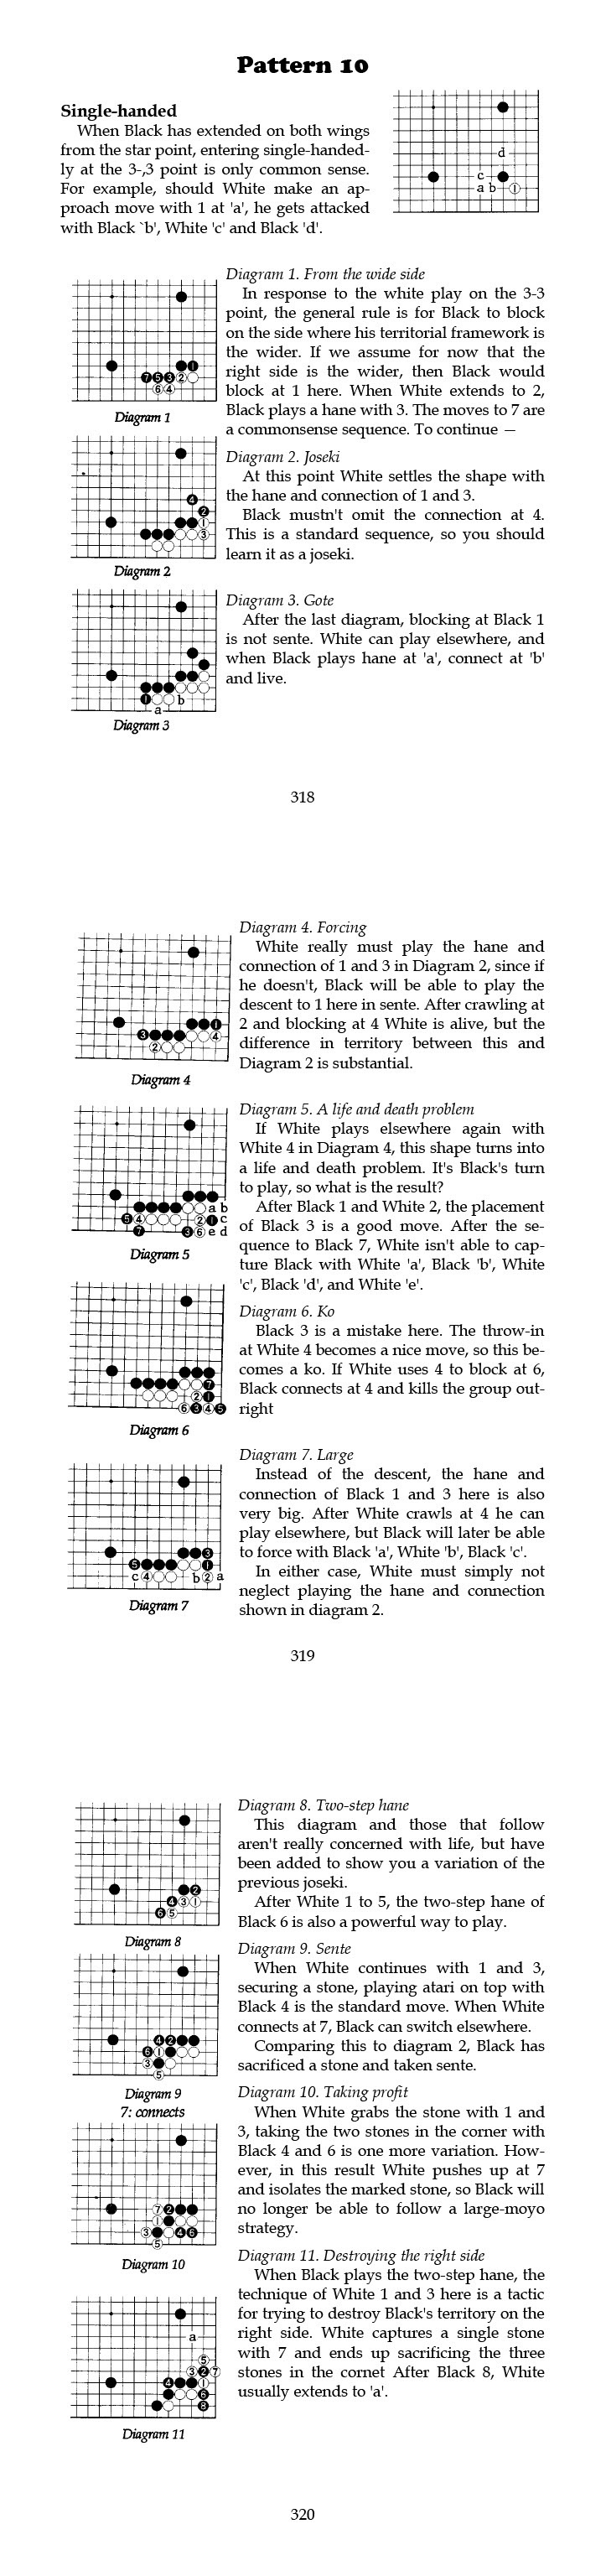 Pattern 10
Single-handed
When Black has extended on both wings
from the star point, entering single-handed-
ly at the 3-,3 point is only common sense.
For example, should White make an ap-
proach move with 1 at 'a', he gets attacked
with Black `b', White 'c' and Black 'd'.
d
c
a b 1
Diagram 1. From the wide side
In response to the white play on the 3-3
point, the general rule is for Black to block
on the side where his territorial framework is
the wider. If we assume for now that the
right side is the wider, then Black would
block at 1 here. When White extends to 2,
Black plays a hane with 3. The moves to 7 are
a commonsense sequence. To continue —
1
7 5 3 2
6 4
Diagram 1
Diagram 2. Joseki
At this point White settles the shape with
the hane and connection of 1 and 3.
Black mustn't omit the connection at 4.
This is a standard sequence, so you should
learn it as a joseki.
4
2
1
3
Diagram 2
Diagram 3. Gote
After the last diagram, blocking at Black 1
is not sente. White can play elsewhere, and
when Black plays hane at 'a', connect at 'b'
and live.
1 b
a
Diagram 3
318
Diagram 4. Forcing
White really must play the hane and
connection of 1 and 3 in Diagram 2, since if
he doesn't, Black will be able to play the
descent to 1 here in sente. After crawling at
2 and blocking at 4 White is alive, but the
difference in territory between this and
Diagram 2 is substantial.
1
3 4
2
Diagram 4
Diagram 5. A life and death problem
If White plays elsewhere again with
White 4 in Diagram 4, this shape turns into
a life and death problem. It's Black's turn
to play, so what is the result?
After Black 1 and White 2, the placement
of Black 3 is a good move. After the se-
quence to Black 7, White isn't able to cap-
ture Black with White 'a', Black 'b', White
'c', Black 'd', and White 'e'.
a b
5 4 2 1 c
7 3 6 e d
Diagram 5
Diagram 6. Ko
Black 3 is a mistake here. The throw-in
at White 4 becomes a nice move, so this be-
comes a ko. If White uses 4 to block at 6,
Black connects at 4 and kills the group out-
right
7
2 1
6 3 4 5
Diagram 6
Diagram 7. Large
Instead of the descent, the hane and
connection of Black 1 and 3 here is also
very big. After White crawls at 4 he can
play elsewhere, but Black will later be able
to force with Black 'a', White 'b', Black 'c'.
In either case, White must simply not
neglect playing the hane and connection
shown in diagram 2.
3
5 1
c 4 b 2 a
Diagram 7
319
Diagram 8. Two-step hane
This diagram and those that follow
aren't really concerned with life, but have
been added to show you a variation of the
previous joseki.
After White 1 to 5, the two-step hane of
Black 6 is also a powerful way to play.
2
4 3 1
6 5
Diagram 8
Diagram 9. Sente
When White continues with 1 and 3,
securing a stone, playing atari on top with
Black 4 is the standard move. When White
connects at 7, Black can switch elsewhere.
Comparing this to diagram 2, Black has
sacrificed a stone and taken sente.
4 2
6 1
3
5
Diagram 9
7: connects
Diagram 10. Taking profit
When White grabs the stone with 1 and
3, taking the two stones in the corner with
Black 4 and 6 is one more variation. How-
ever, in this result White pushes up at 7
and isolates the marked stone, so Black will
no longer be able to follow a large-moyo
strategy.
7 2
1
3 4 6
5
Diagram 10
Diagram 11. Destroying the right side
When Black plays the two-step hane, the
technique of White 1 and 3 here is a tactic
for trying to destroy Black's territory on the
right side. White captures a single stone
with 7 and ends up sacrificing the three
stones in the cornet After Black 8, White
usually extends to 'a'.
a
5
3 2 7
4 1
6
8
Diagram 11
320